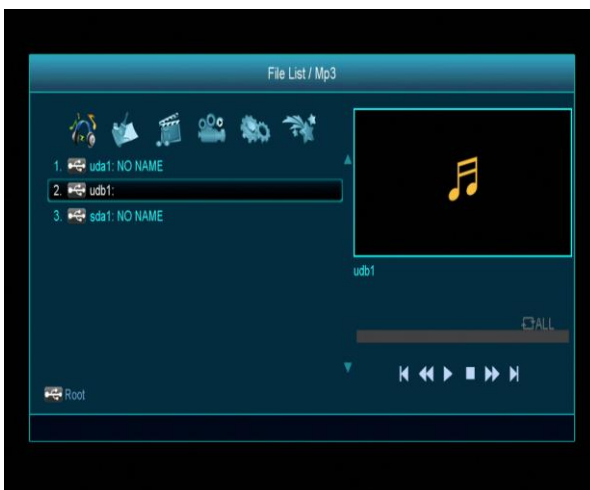 File List / Mp3
1. uda1: NO NAME
2. udb1:
3. sda1: NO NAME
udb1
ALL
Root